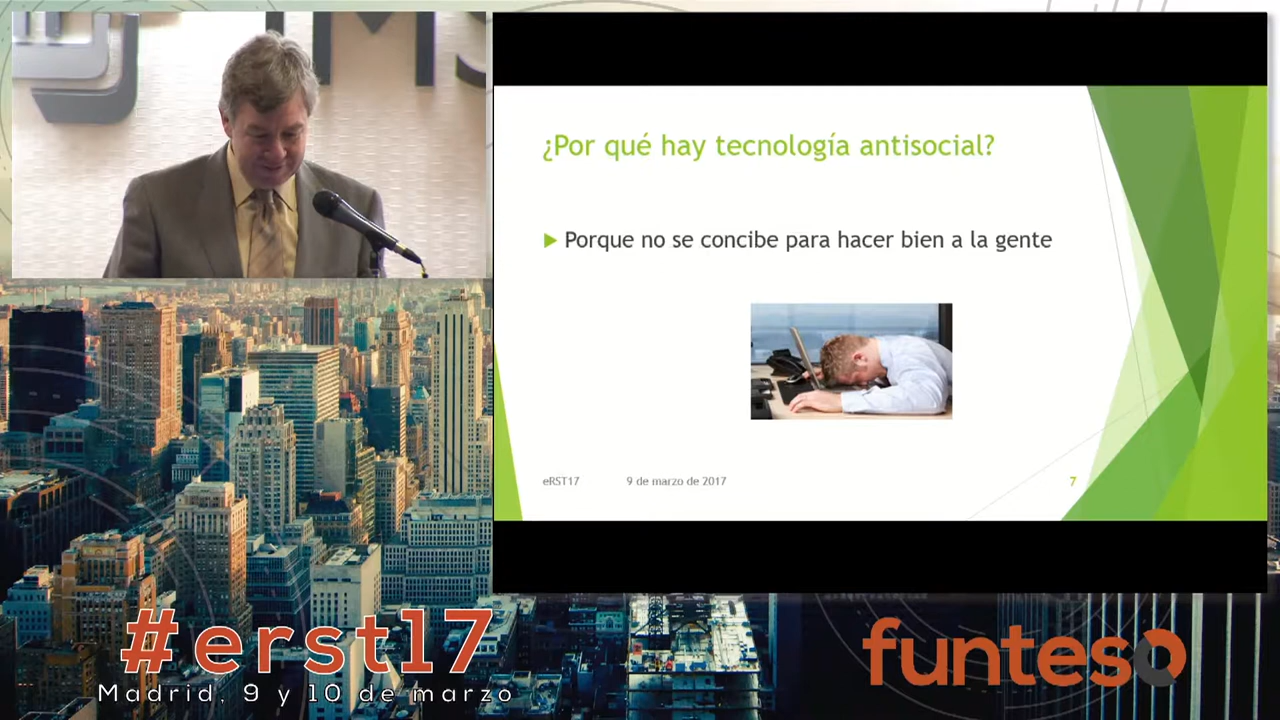 MS
¿Por qué hay tecnología antisocial?
Porque no se concibe para hacer bien a la gente
eRST17
9 de marzo de 2017
7
#erst17
Madrid, 9 y 10 de marzo
funteso